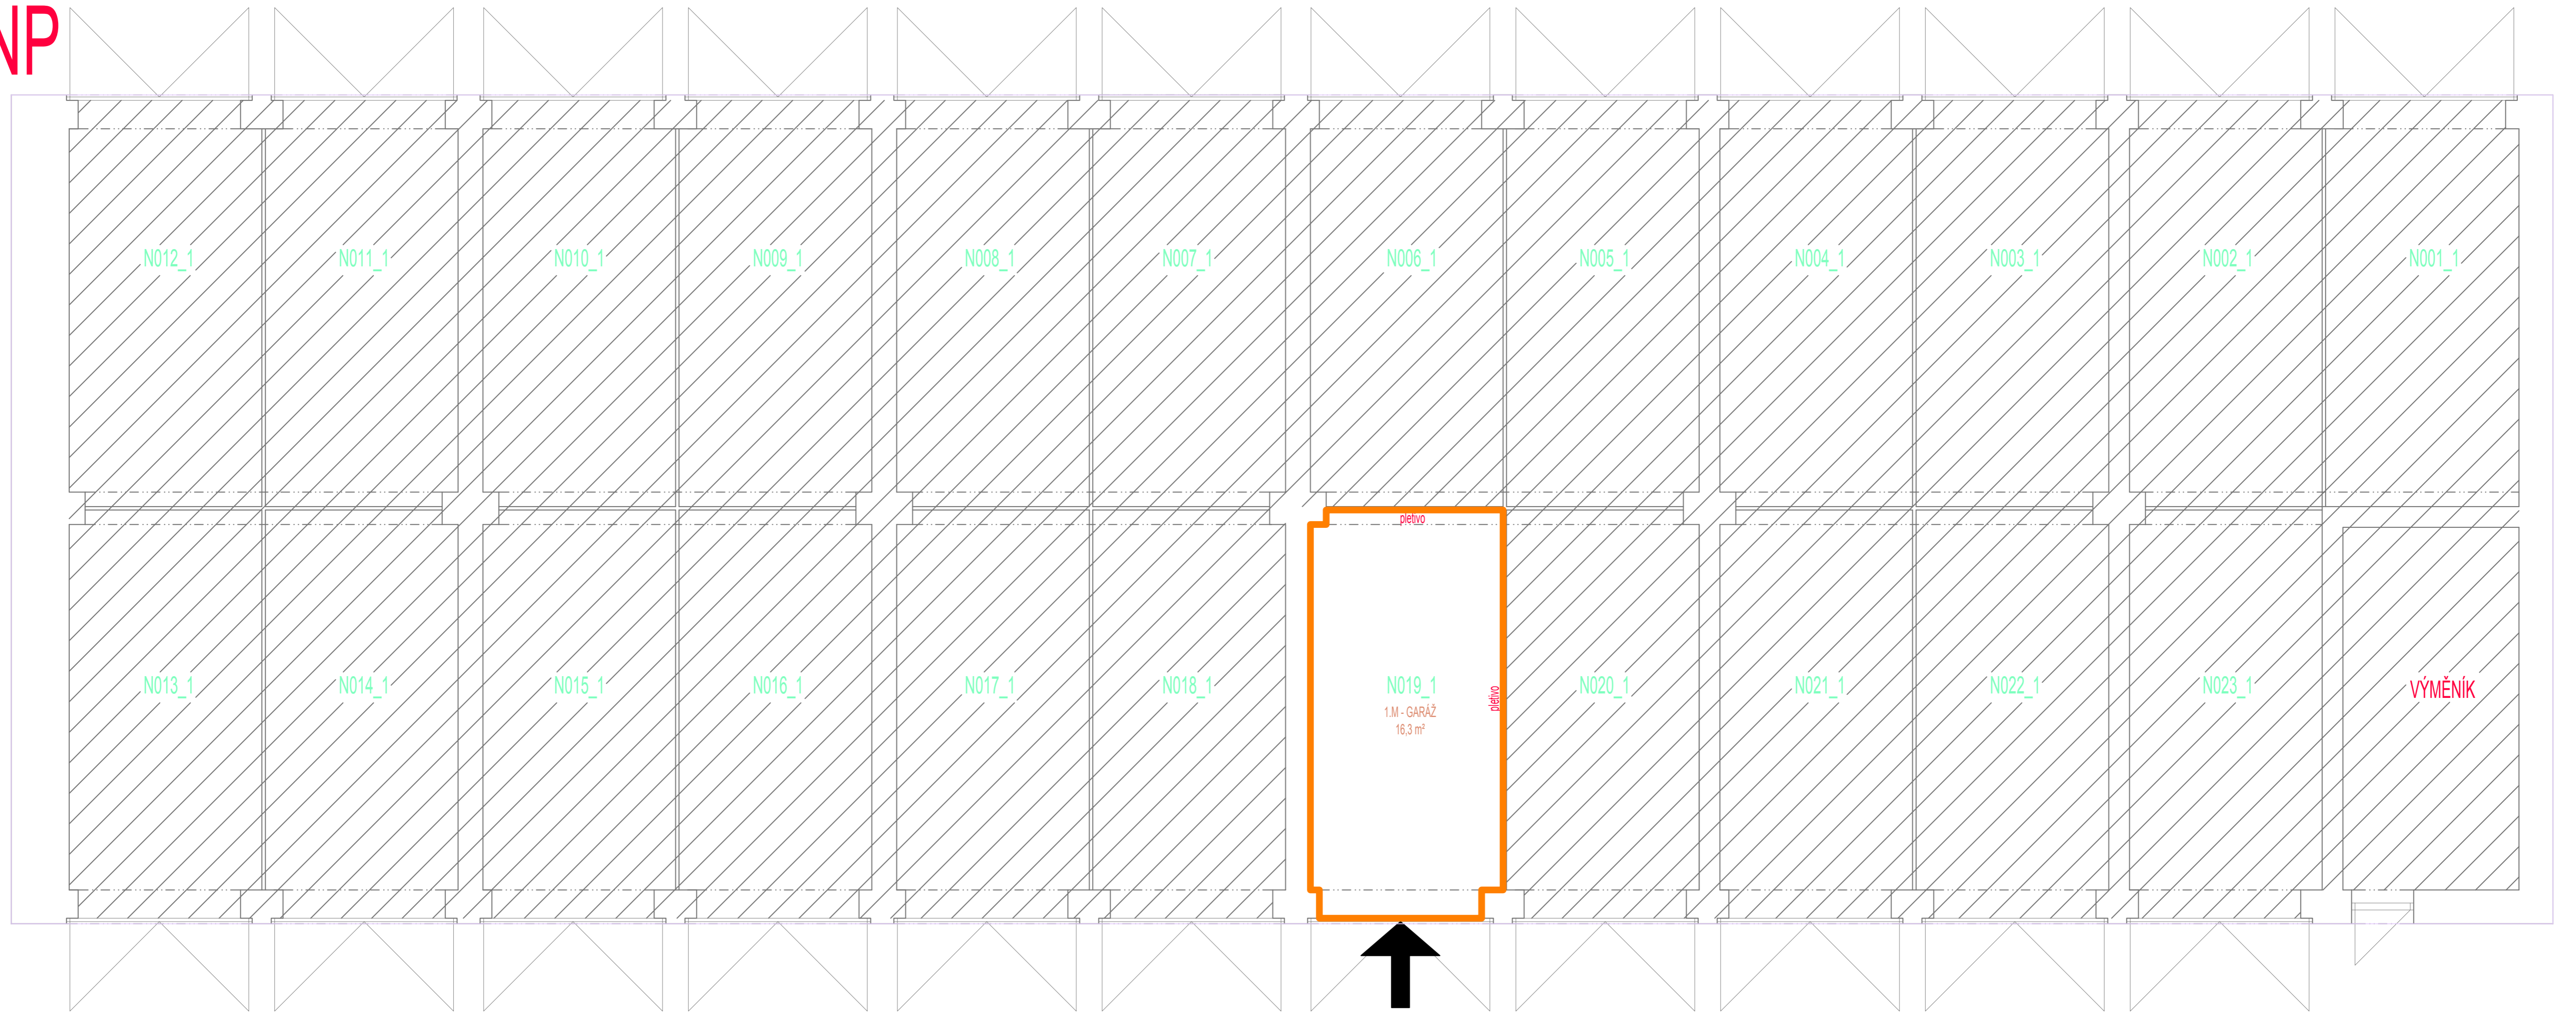 NP
N012_1 N011_1 N010_1 N009_1 N008_1 N007_1 N006_1 N005_1 N004_1 N003_1 N002_1 N001_1
pletivo
N013_1 N014_1 N015_1 N016_1 N017_1 N018_1 N019_1 N020_1 N021_1 N022_1 N023_1 VÝMĚNÍK
pletivo
1.M - GARÁŽ
16,3 m²